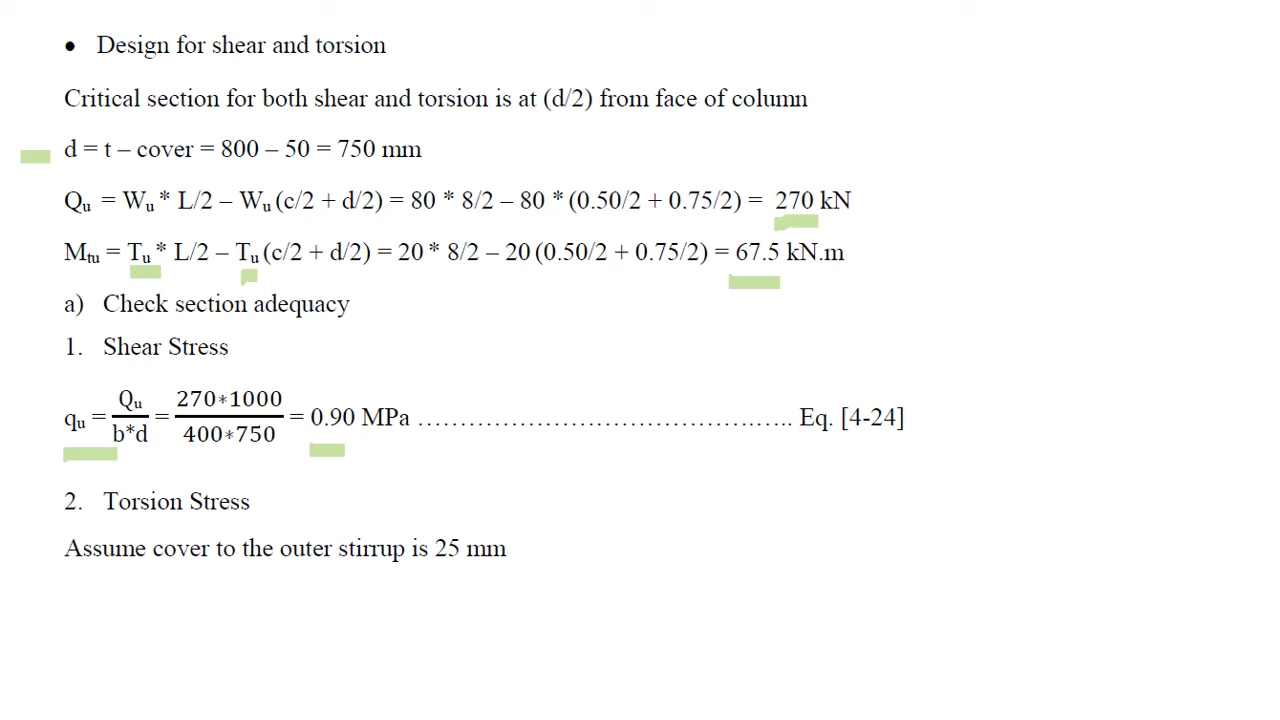 • Design for shear and torsion
Critical section for both shear and torsion is at (d/2) from face of column
d = t – cover = 800 – 50 = 750 mm
Qu = Wu * L/2 – Wu (c/2 + d/2) = 80 * 8/2 – 80 * (0.50/2 + 0.75/2) = 270 kN
Mtu = Tu * L/2 – Tu (c/2 + d/2) = 20 * 8/2 – 20 (0.50/2 + 0.75/2) = 67.5 kN.m
a) Check section adequacy
1. Shear Stress
qu = Qu / b*d = 270*1000 / 400*750 = 0.90 MPa ………………………………….….. Eq. [4-24]
2. Torsion Stress
Assume cover to the outer stirrup is 25 mm